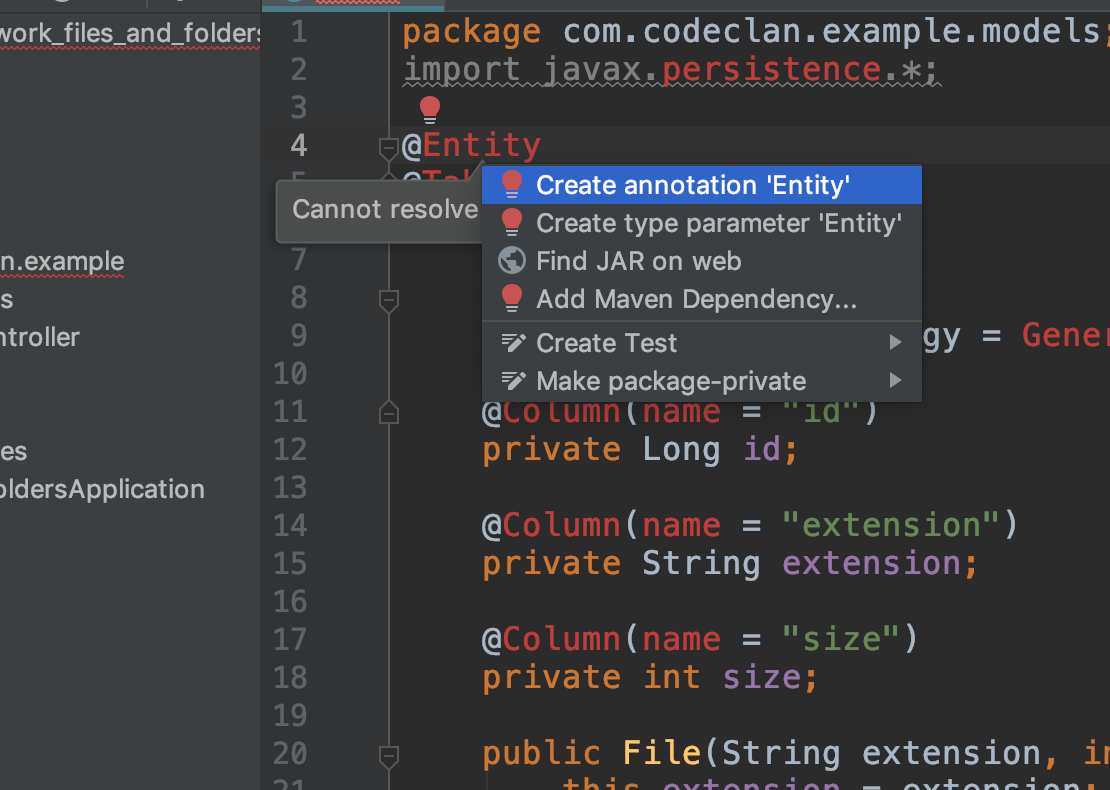 work_files_and_folders
n.example
s
ntroller
es
oldersApplication
1 package com.codeclan.example.models;
2 import javax.persistence.*;
3
4 @Entity
5 @Tab
Cannot resolve
Create annotation 'Entity'
Create type parameter 'Entity'
Find JAR on web
Add Maven Dependency...
Create Test
Make package-private
7
8
9 gy = Gener
10
11 @Column(name = "id")
12 private Long id;
13
14 @Column(name = "extension")
15 private String extension;
16
17 @Column(name = "size")
18 private int size;
19
20 public File(String extension, in
21 this.extension = extension;